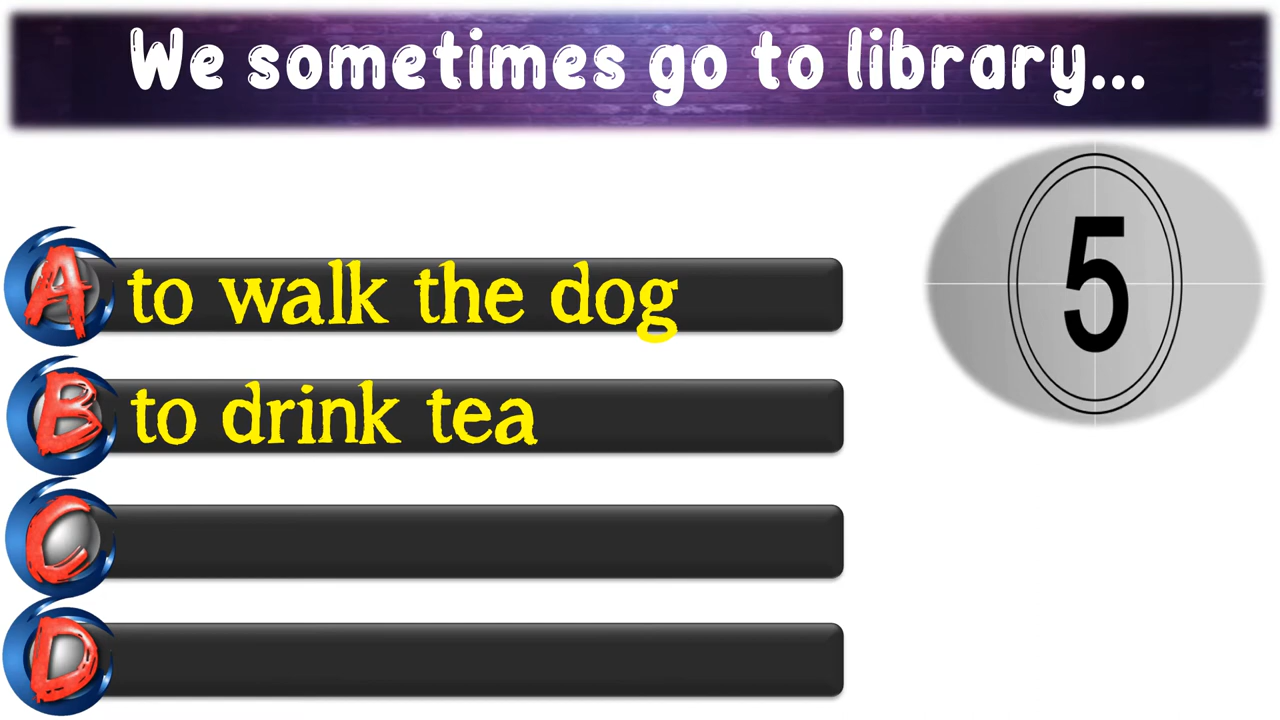 We sometimes go to library...
5
A to walk the dog
B to drink tea
C
D